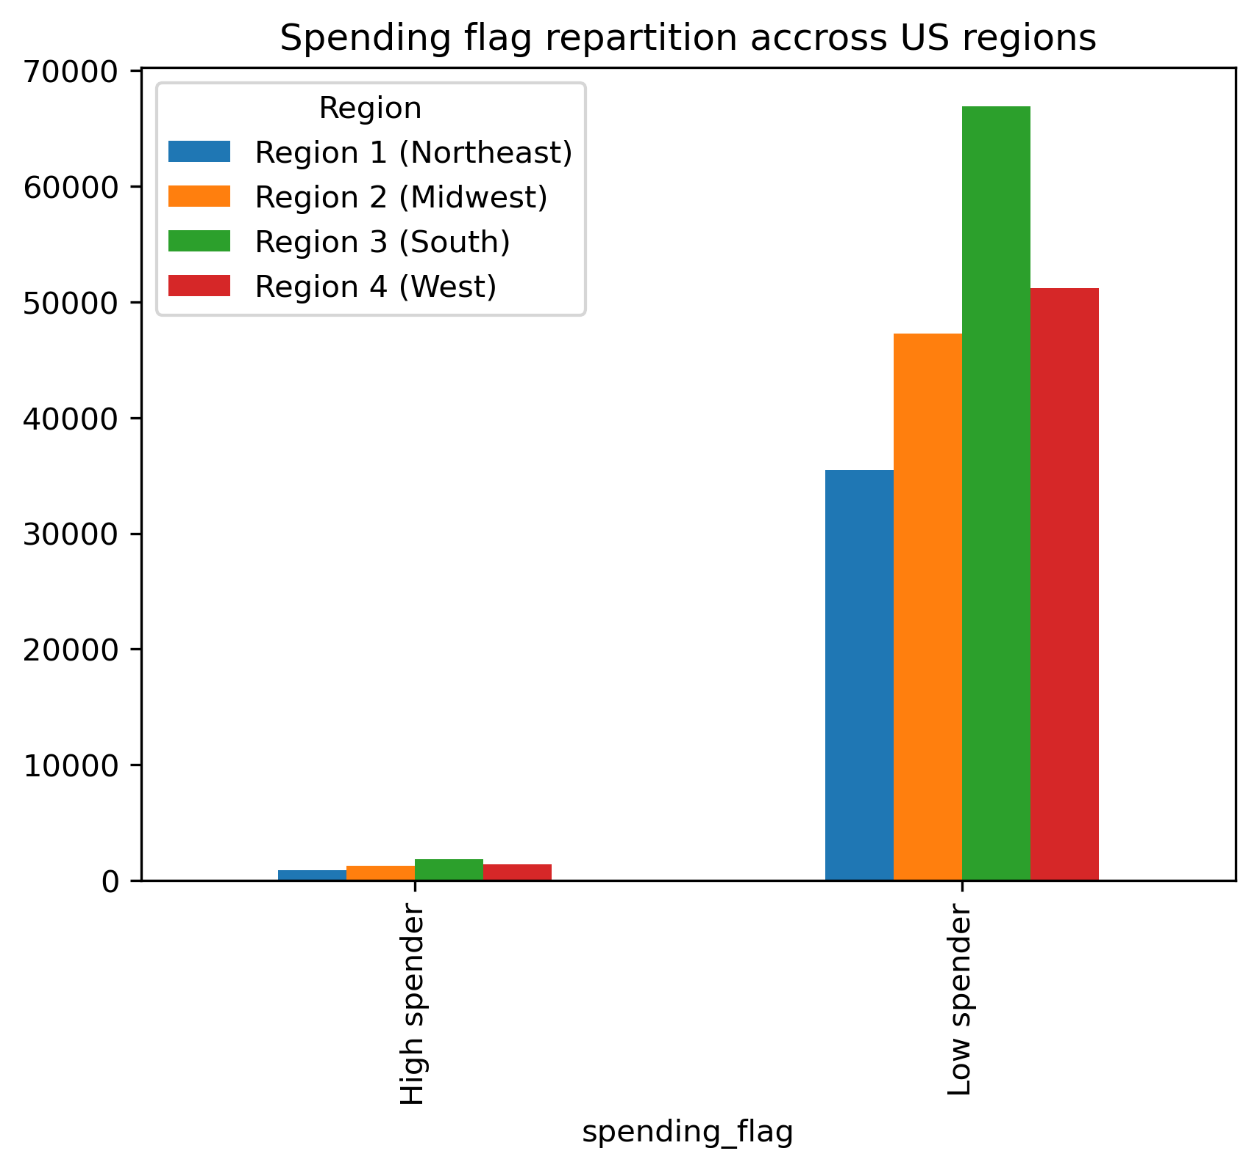 Spending flag repartition accross US regions
70000
60000
50000
40000
30000
20000
10000
0
Region
Region 1 (Northeast)
Region 2 (Midwest)
Region 3 (South)
Region 4 (West)
High spender
Low spender
spending_flag